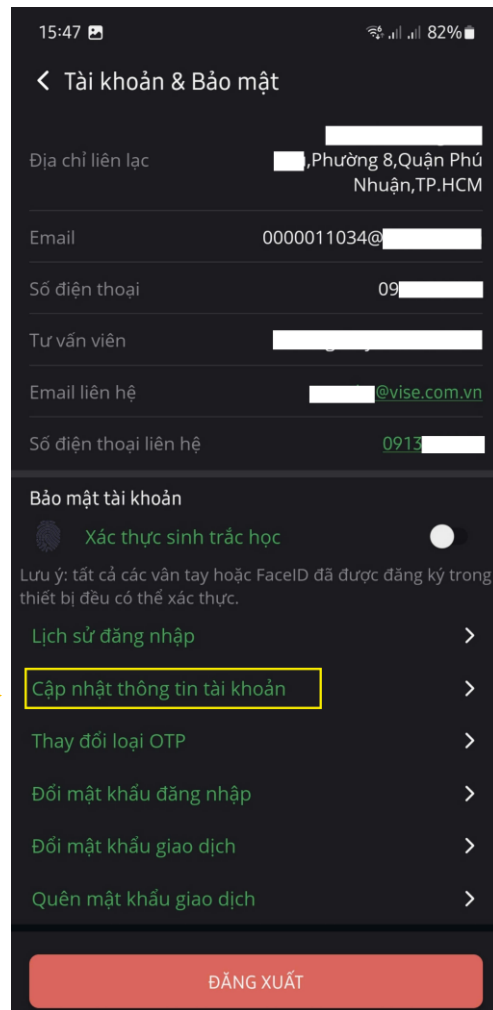 15:47 82%
Tài khoản & Bảo mật
Địa chỉ liên lạc
,Phường 8,Quận Phú
Nhuận,TP.HCM
Email 0000011034@
Số điện thoại 09
Tư vấn viên
Email liên hệ @vise.com.vn
Số điện thoại liên hệ 0913
Bảo mật tài khoản
Xác thực sinh trắc học
Lưu ý: tất cả các vân tay hoặc FaceID đã được đăng ký trong
thiết bị đều có thể xác thực.
Lịch sử đăng nhập
Cập nhật thông tin tài khoản
Thay đổi loại OTP
Đổi mật khẩu đăng nhập
Đổi mật khẩu giao dịch
Quên mật khẩu giao dịch
ĐĂNG XUẤT